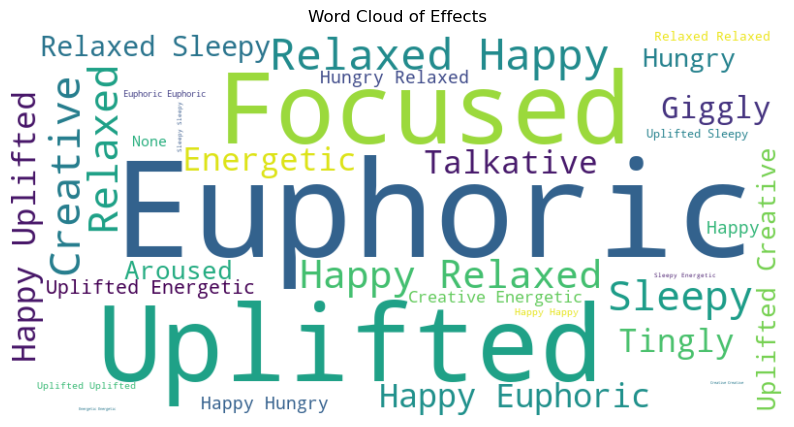 Word Cloud of Effects
Relaxed Sleepy
Relaxed Happy
Relaxed Relaxed
Hungry
Hungry Relaxed
Focused
Creative
Relaxed
Euphoric Euphoric
Sleepy Sleepy
Giggly
Uplifted Sleepy
None
Energetic
Talkative
Happy Uplifted
Euphoric
Happy
Uplifted Creative
Aroused
Happy Relaxed
Sleepy Energetic
Uplifted Energetic
Creative Energetic
Sleepy
Happy Happy
Uplifted
Tingly
Uplifted Uplifted
Creative Creative
Happy Euphoric
Happy Hungry
Energetic Energetic